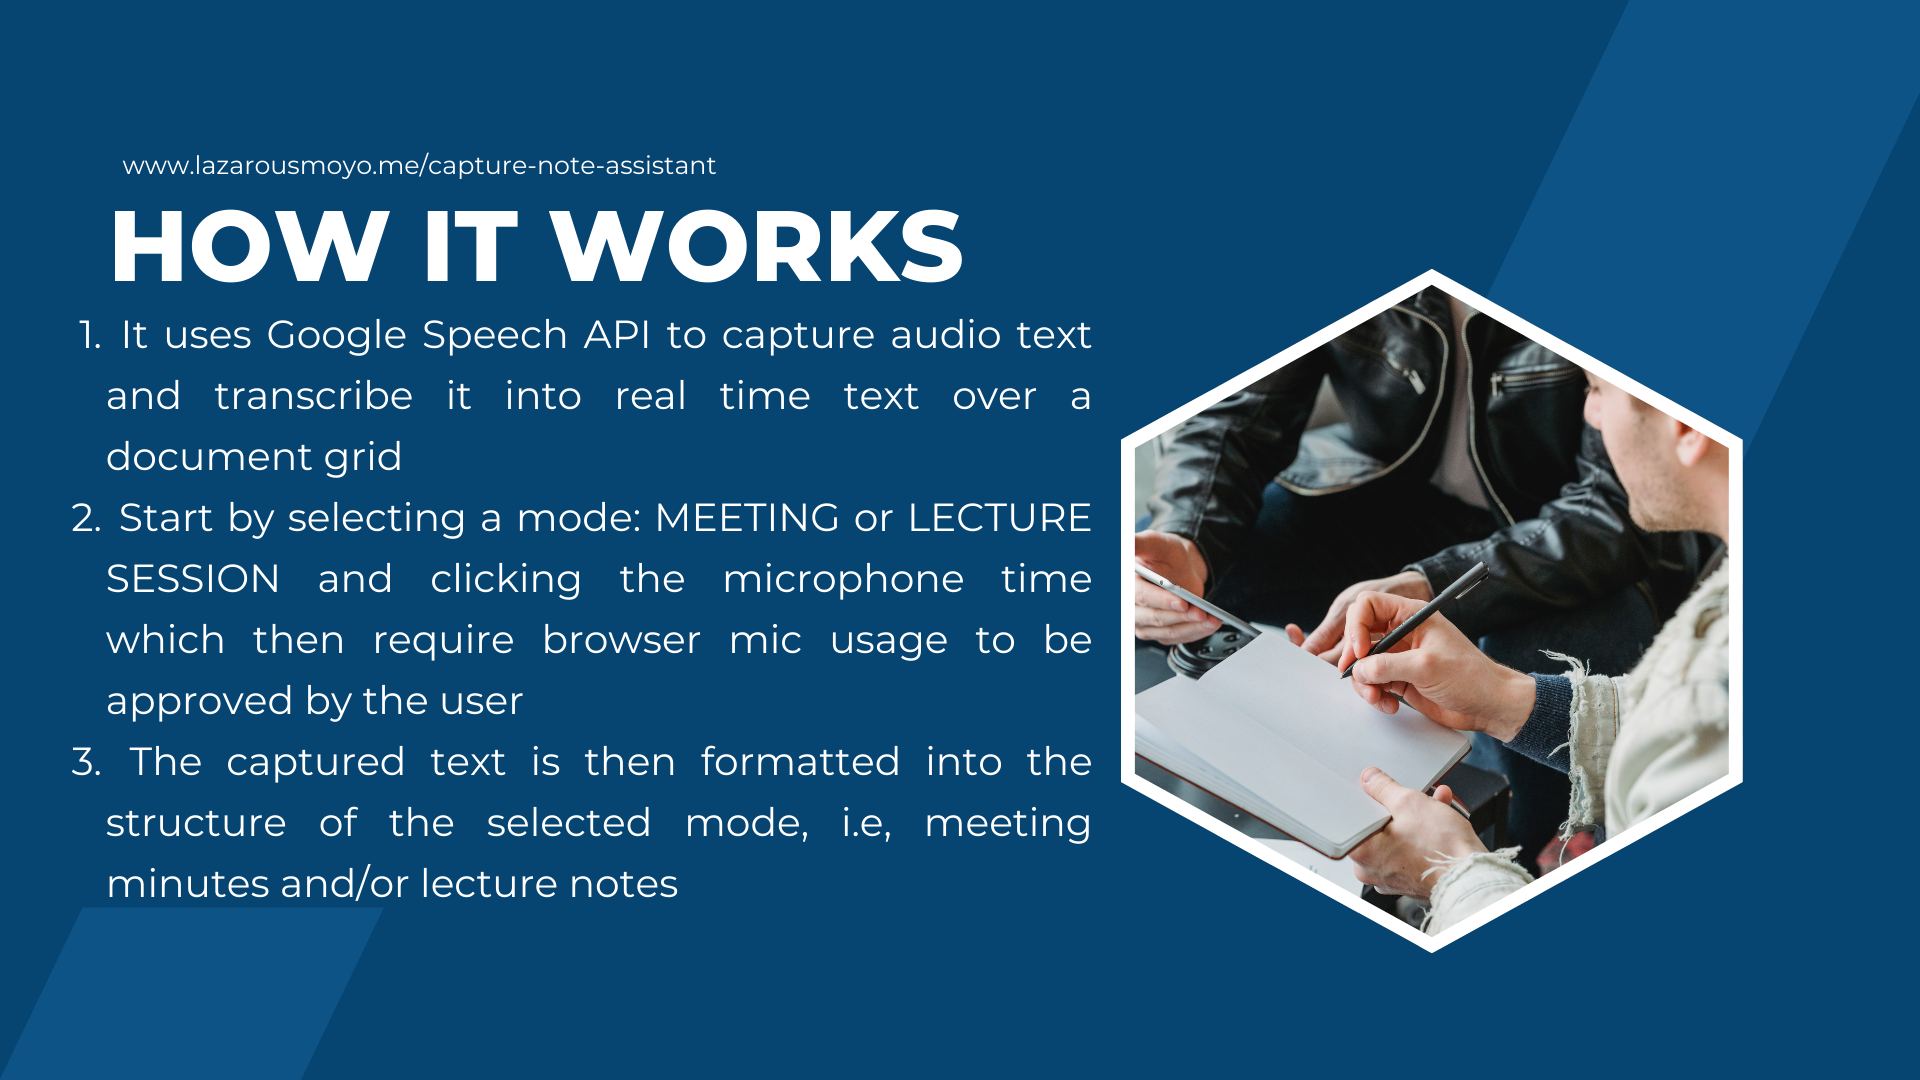 www.lazarousmoyo.me/capture-note-assistant
HOW IT WORKS
1. It uses Google Speech API to capture audio text
and transcribe it into real time text over a
document grid
2. Start by selecting a mode: MEETING or LECTURE
SESSION and clicking the microphone time
which then require browser mic usage to be
approved by the user
3. The captured text is then formatted into the
structure of the selected mode, i.e, meeting
minutes and/or lecture notes